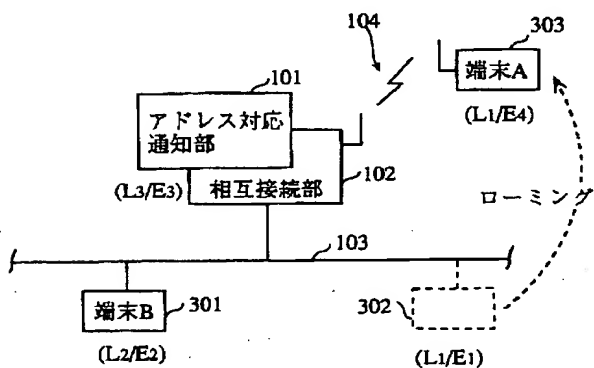 104
303
端末A
(L1/E4)
101
アドレス対応
通知部
(L3/E3)
相互接続部
102
ローミング
103
端末B
301
302
(L2/E2)
(L1/E1)